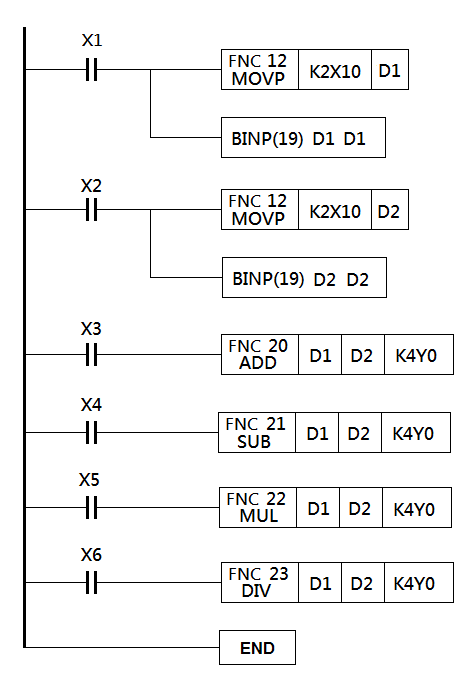 X1
FNC 12
MOVP
K2X10
D1
BINP(19) D1 D1
X2
FNC 12
MOVP
K2X10
D2
BINP(19) D2 D2
X3
FNC 20
ADD
D1
D2
K4Y0
X4
FNC 21
SUB
D1
D2
K4Y0
X5
FNC 22
MUL
D1
D2
K4Y0
X6
FNC 23
DIV
D1
D2
K4Y0
END